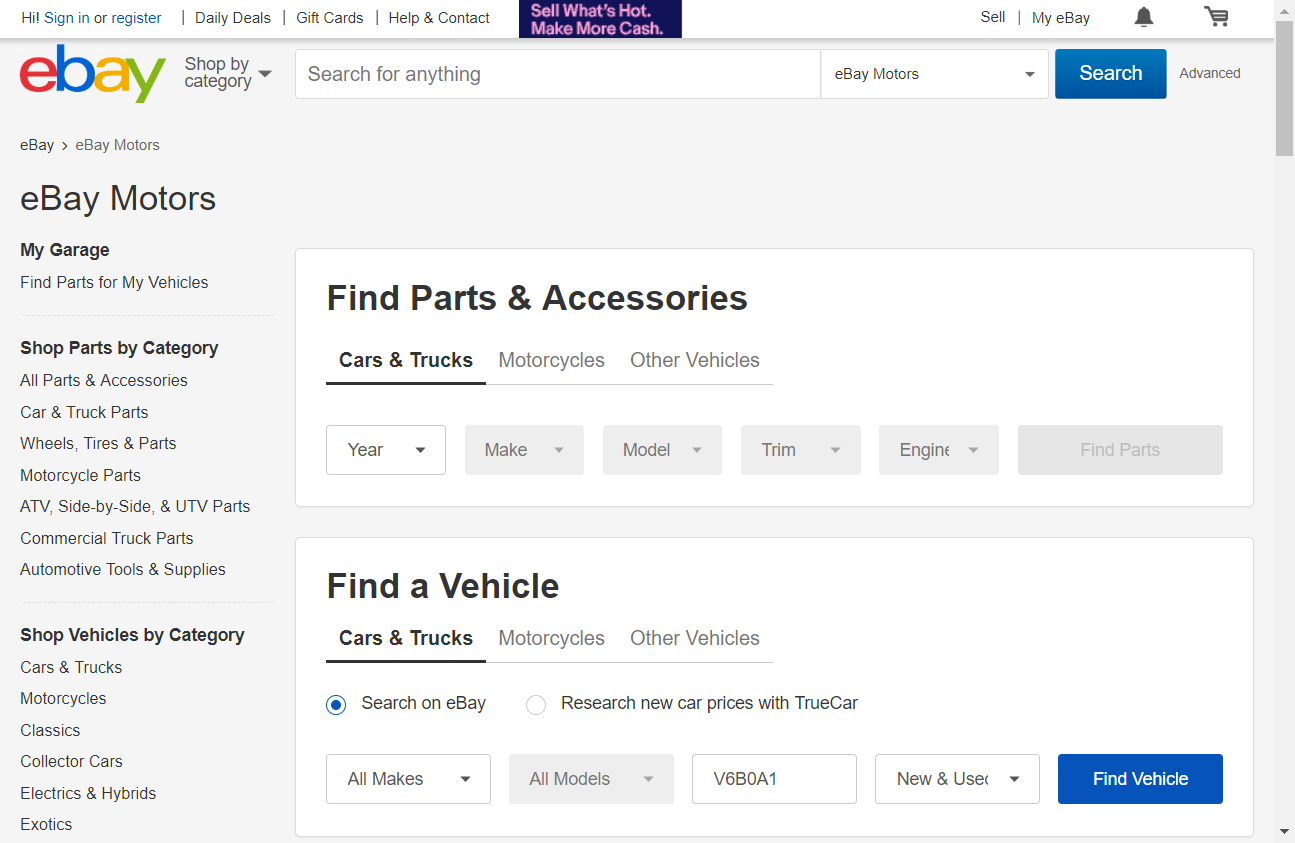 Hi! Sign in or register | Daily Deals | Gift Cards | Help & Contact
Sell What's Hot.
Make More Cash.
Sell | My eBay
ebay
Shop by
category
Search for anything
eBay Motors
Search
Advanced
eBay > eBay Motors
eBay Motors
My Garage
Find Parts for My Vehicles
Shop Parts by Category
All Parts & Accessories
Car & Truck Parts
Wheels, Tires & Parts
Motorcycle Parts
ATV, Side-by-Side, & UTV Parts
Commercial Truck Parts
Automotive Tools & Supplies
Shop Vehicles by Category
Cars & Trucks
Motorcycles
Classics
Collector Cars
Electrics & Hybrids
Exotics
Find Parts & Accessories
Cars & Trucks Motorcycles Other Vehicles
Year Make Model Trim Engine Find Parts
Find a Vehicle
Cars & Trucks Motorcycles Other Vehicles
Search on eBay Research new car prices with TrueCar
All Makes All Models V6B0A1 New & Used Find Vehicle